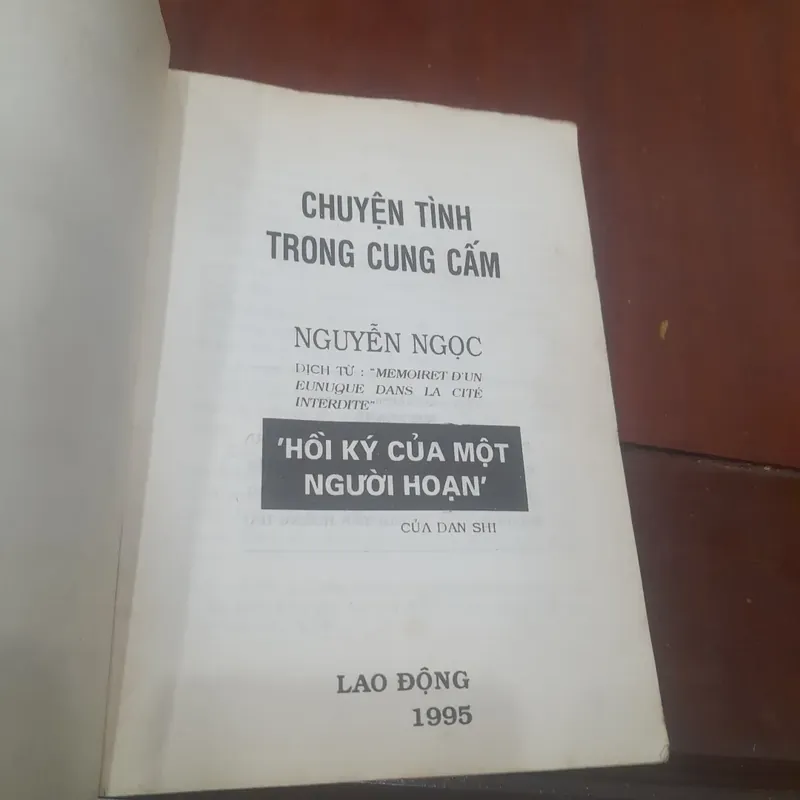 CHUYỆN TÌNH
TRONG CUNG CẤM
NGUYỄN NGỌC
DỊCH TỪ : "MEMOIRET D'UN
EUNUQUE DANS LA CITÉ
INTERDITE"
'HỒI KÝ CỦA MỘT
NGƯỜI HOẠN'
CỦA DAN SHI
LAO ĐỘNG
1995